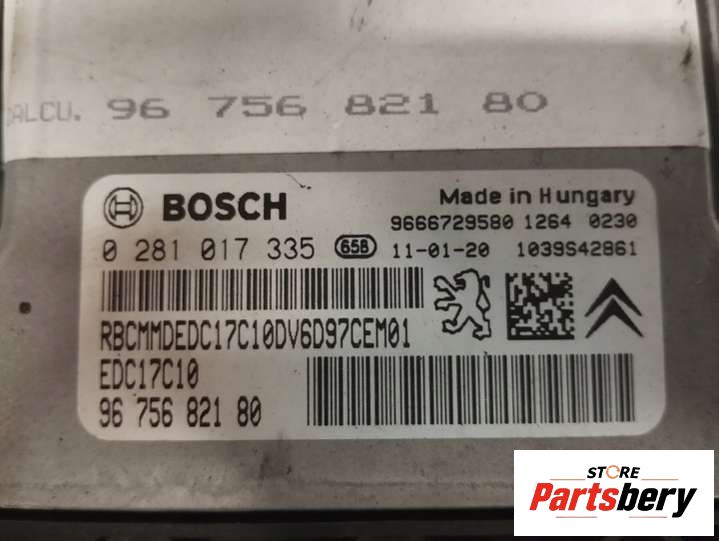 CALCU. 96 756 821 80
BOSCH
Made in Hungary
9666729580 1264 0230
0 281 017 335 65B 11-01-20 1039S42861
RBCMMDEDC17C10DV6D97CEM01
EDC17C10
96 756 821 80
STORE
Partsbery